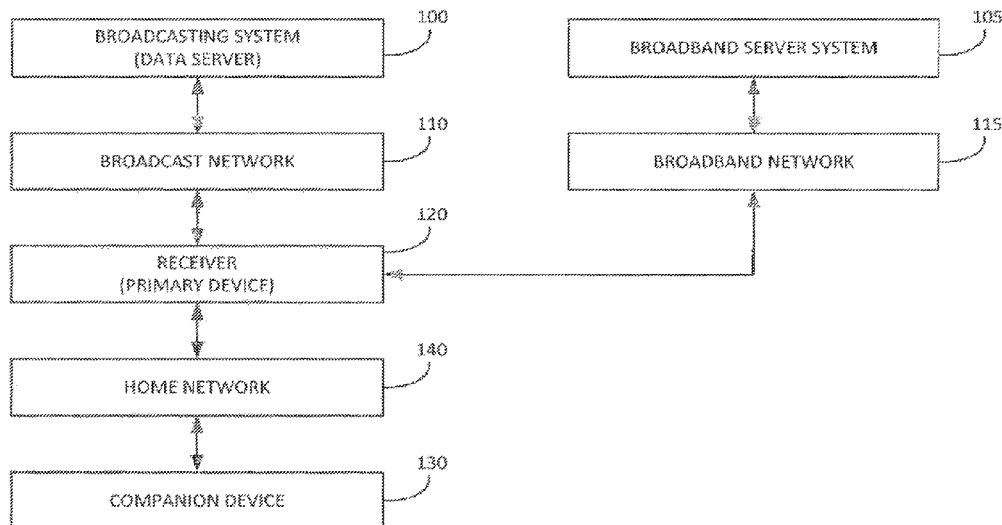 100
BROADCASTING SYSTEM
(DATA SERVER)
105
BROADBAND SERVER SYSTEM
110
BROADCAST NETWORK
115
BROADBAND NETWORK
120
RECEIVER
(PRIMARY DEVICE)
140
HOME NETWORK
130
COMPANION DEVICE